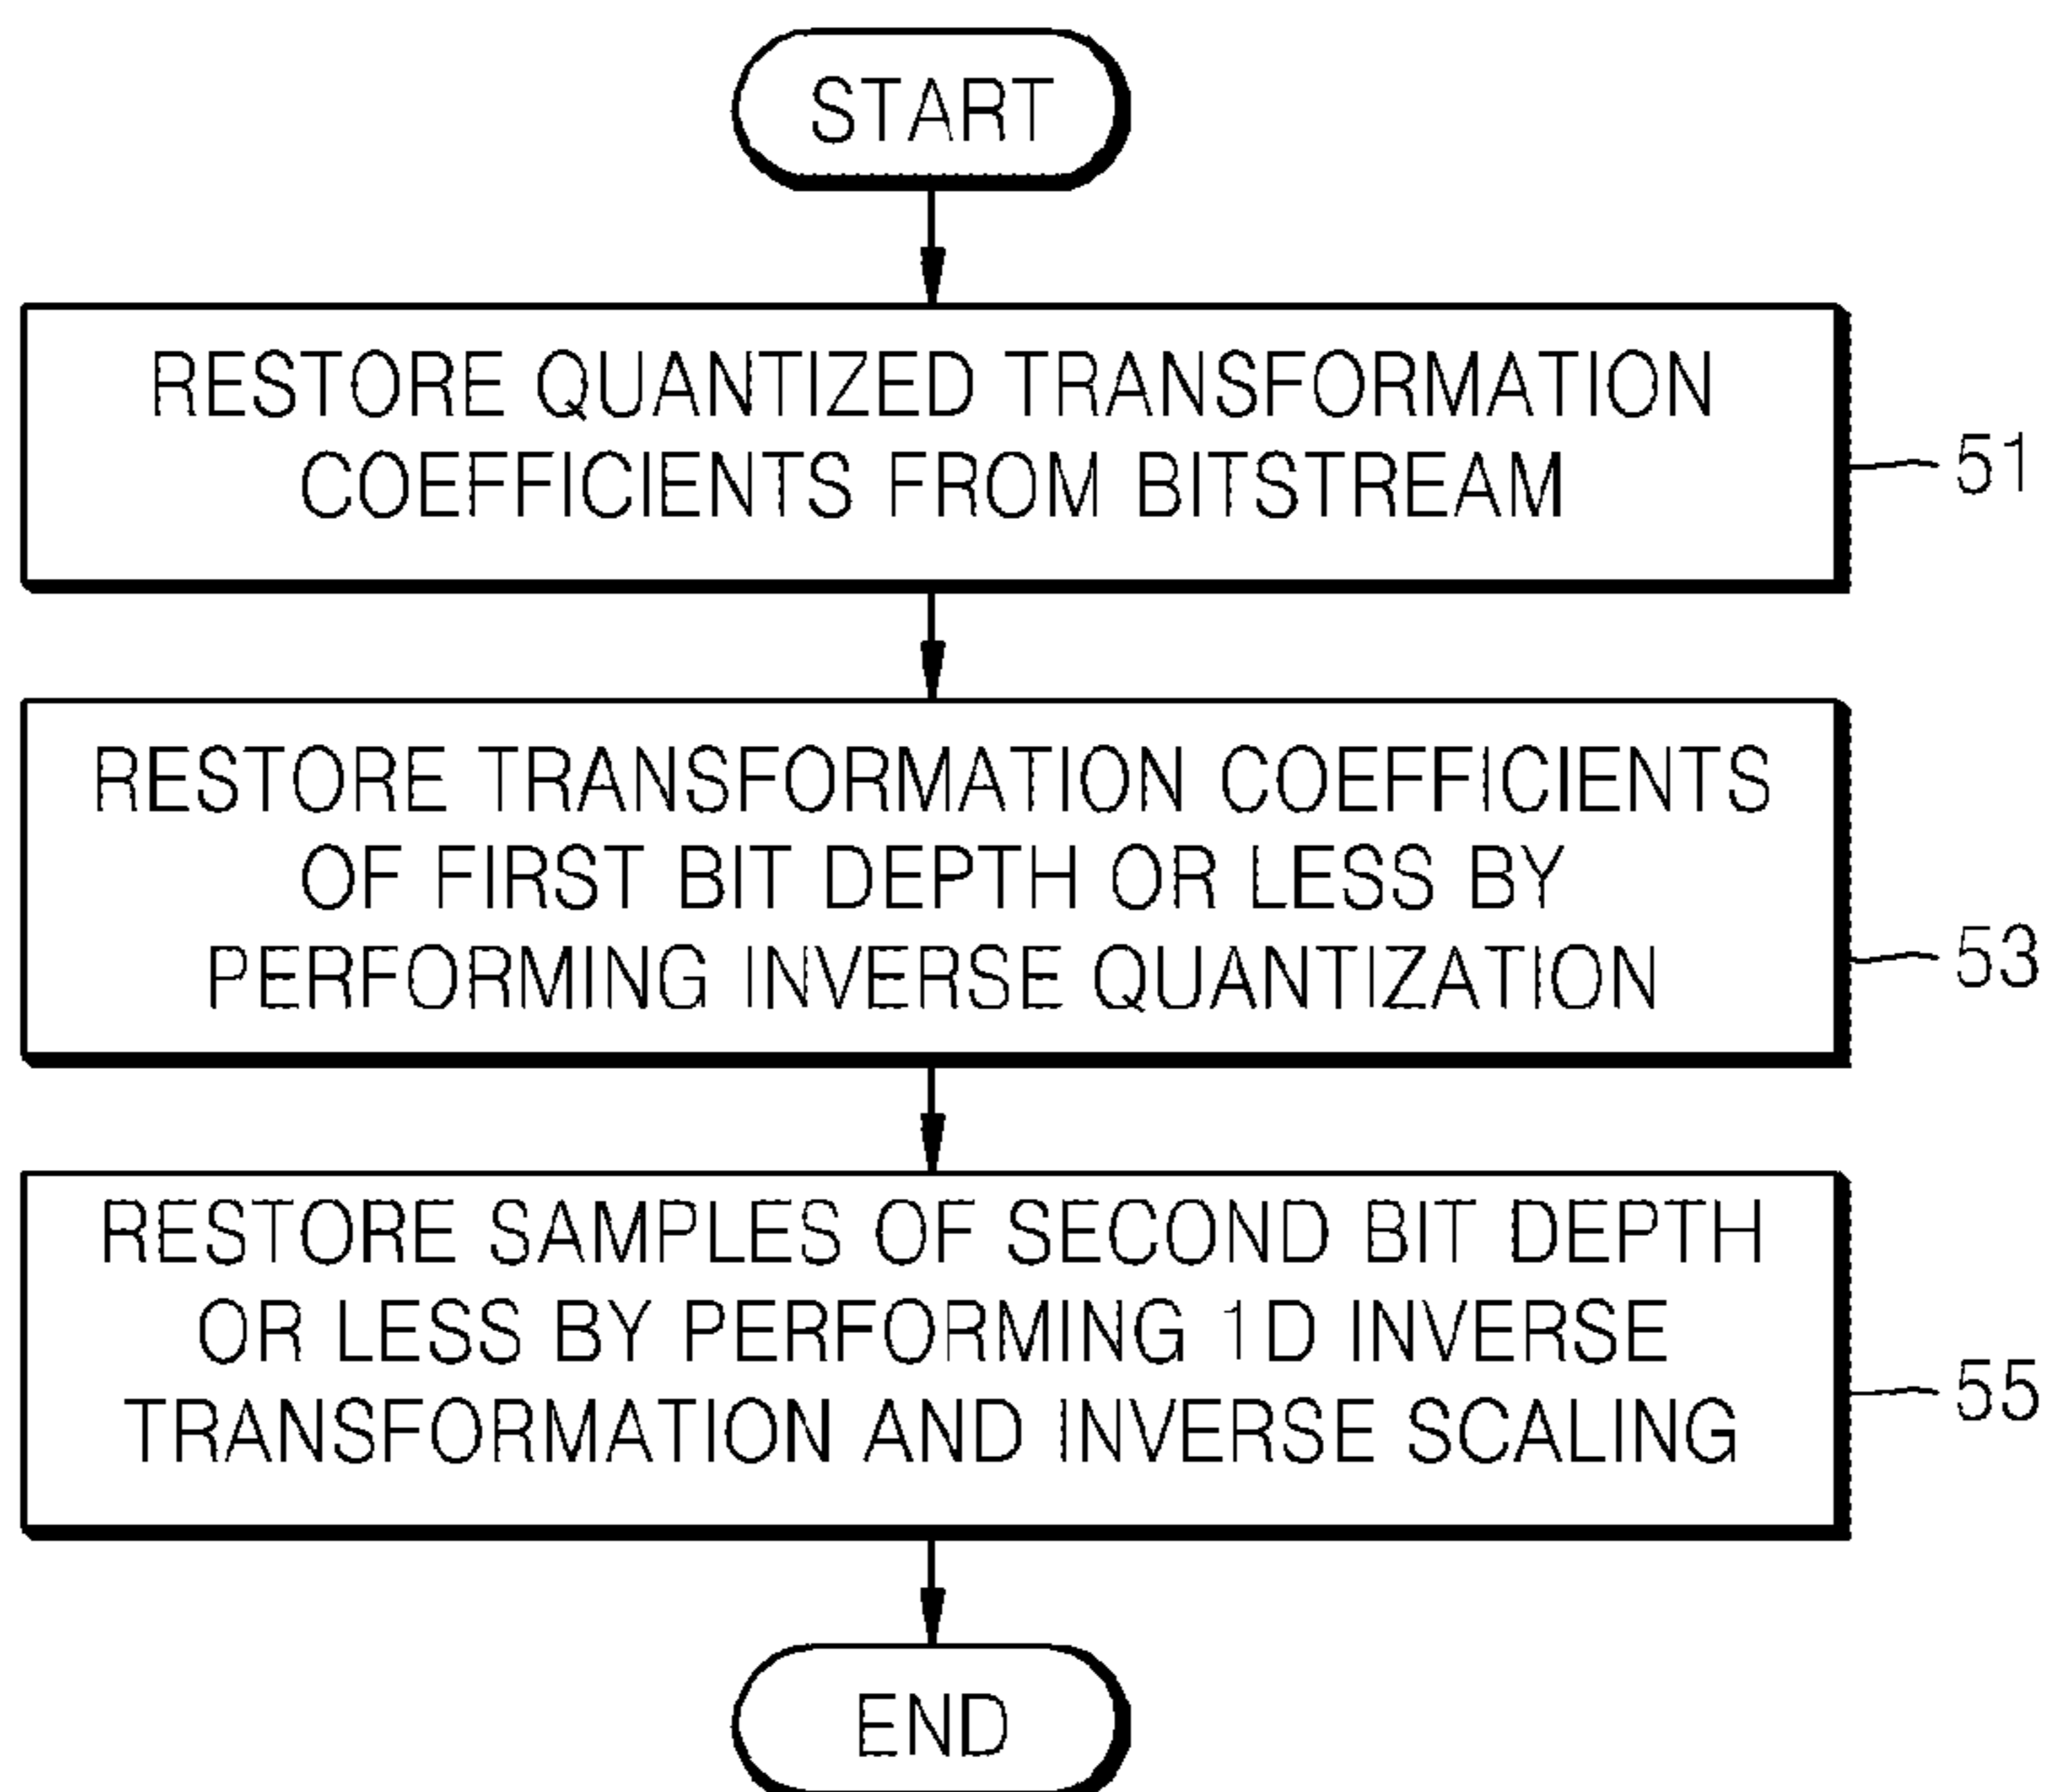 START
RESTORE QUANTIZED TRANSFORMATION
COEFFICIENTS FROM BITSTREAM
51
RESTORE TRANSFORMATION COEFFICIENTS
OF FIRST BIT DEPTH OR LESS BY
PERFORMING INVERSE QUANTIZATION
53
RESTORE SAMPLES OF SECOND BIT DEPTH
OR LESS BY PERFORMING 1D INVERSE
TRANSFORMATION AND INVERSE SCALING
55
END